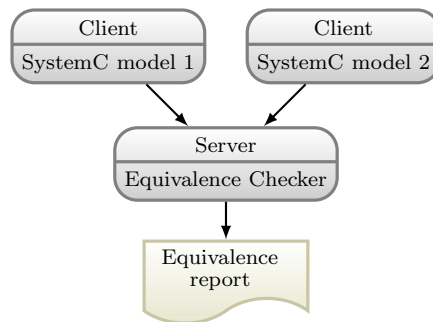 Client
SystemC model 1
Client
SystemC model 2
Server
Equivalence Checker
Equivalence
report